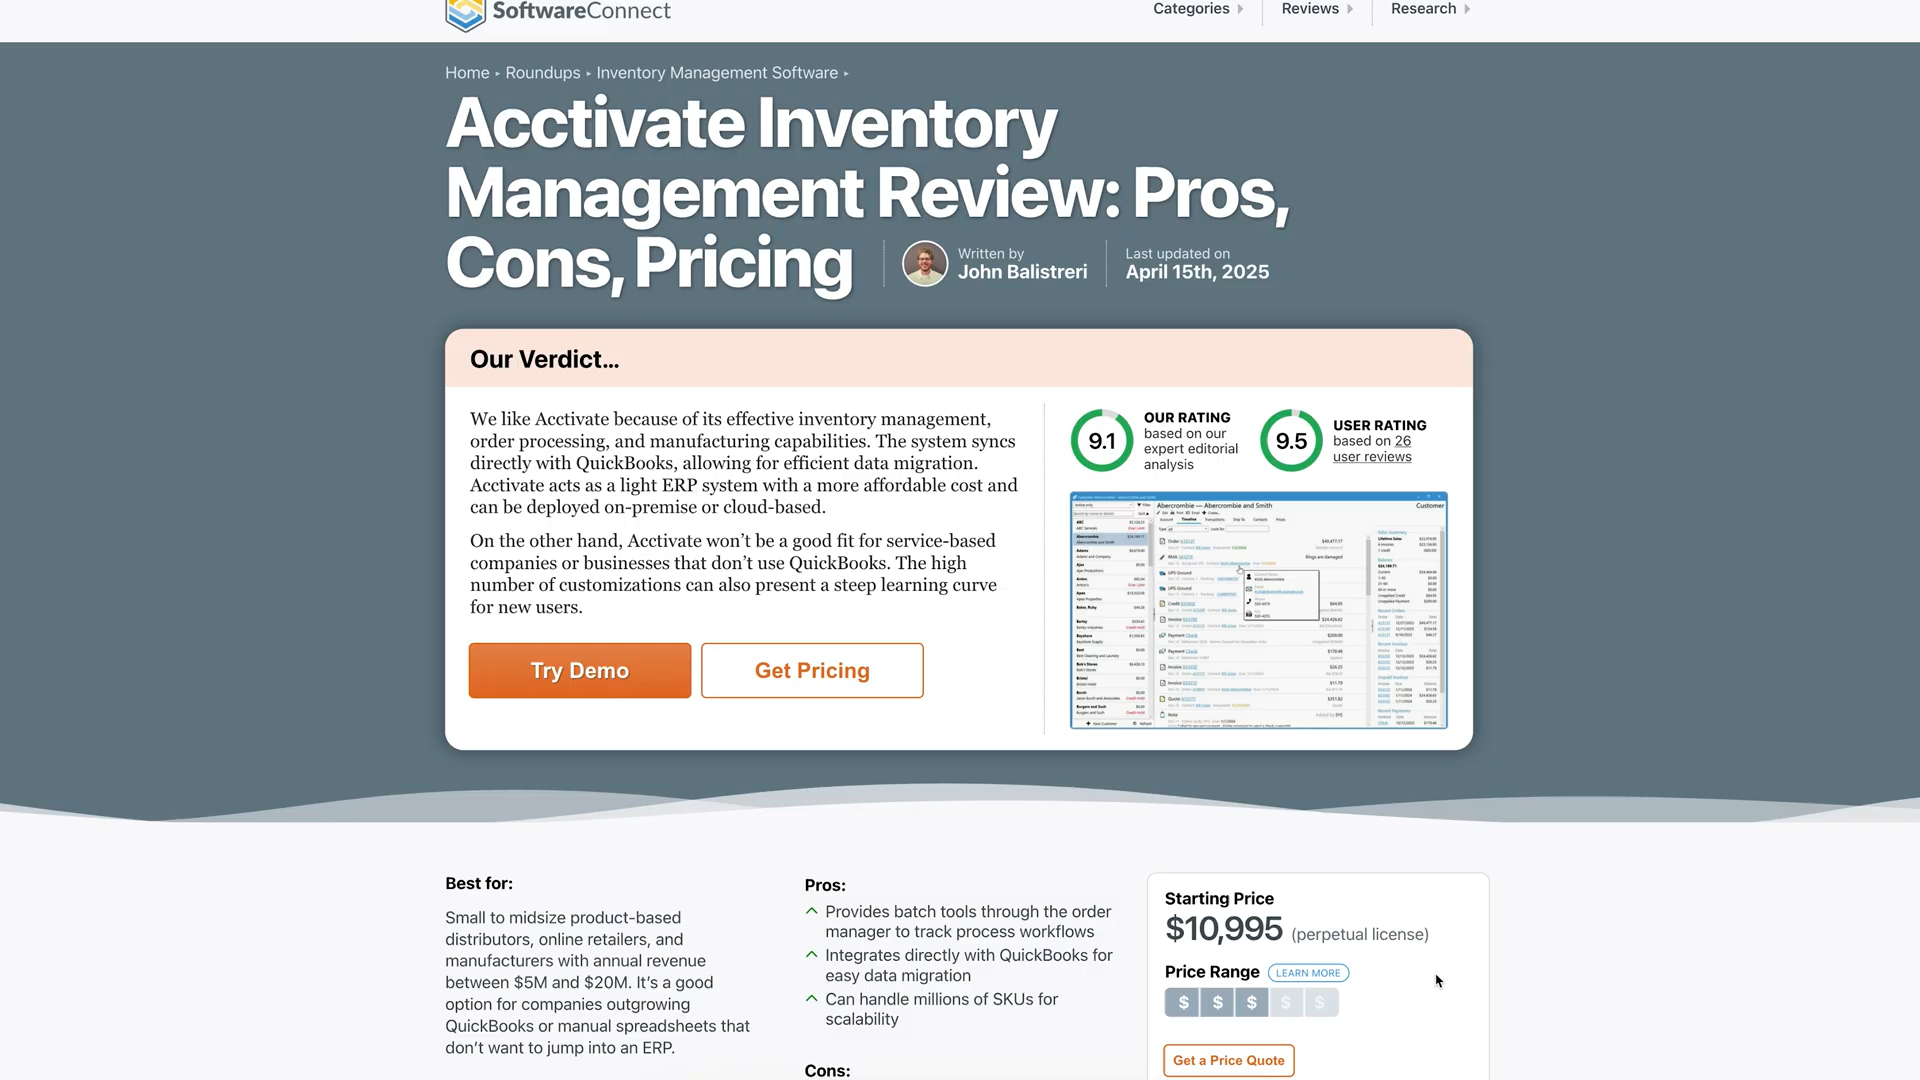 SoftwareConnect
Categories
Reviews
Research
Home
Roundups
Inventory Management Software
Acctivate Inventory
Management Review: Pros,
Cons, Pricing
Written by
John Balistreri
Last updated on
April 15th, 2025
Our Verdict...
We like Acctivate because of its effective inventory management,
order processing, and manufacturing capabilities. The system syncs
directly with QuickBooks, allowing for efficient data migration.
Acctivate acts as a light ERP system with a more affordable cost and
can be deployed on-premise or cloud-based.
On the other hand, Acctivate won’t be a good fit for service-based
companies or businesses that don’t use QuickBooks. The high
number of customizations can also present a steep learning curve
for new users.
Try Demo
Get Pricing
9.1
OUR RATING
based on our
expert editorial
analysis
9.5
USER RATING
based on 26
user reviews
Abercrombie — Abercrombie and Smith
Customer
Best for:
Small to midsize product-based
distributors, online retailers, and
manufacturers with annual revenue
between $5M and $20M. It’s a good
option for companies outgrowing
QuickBooks or manual spreadsheets that
don’t want to jump into an ERP.
Pros:
Provides batch tools through the order
manager to track process workflows
Integrates directly with QuickBooks for
easy data migration
Can handle millions of SKUs for
scalability
Cons:
Starting Price
$10,995 (perpetual license)
Price Range
LEARN MORE
$ $ $ $ $
Get a Price Quote